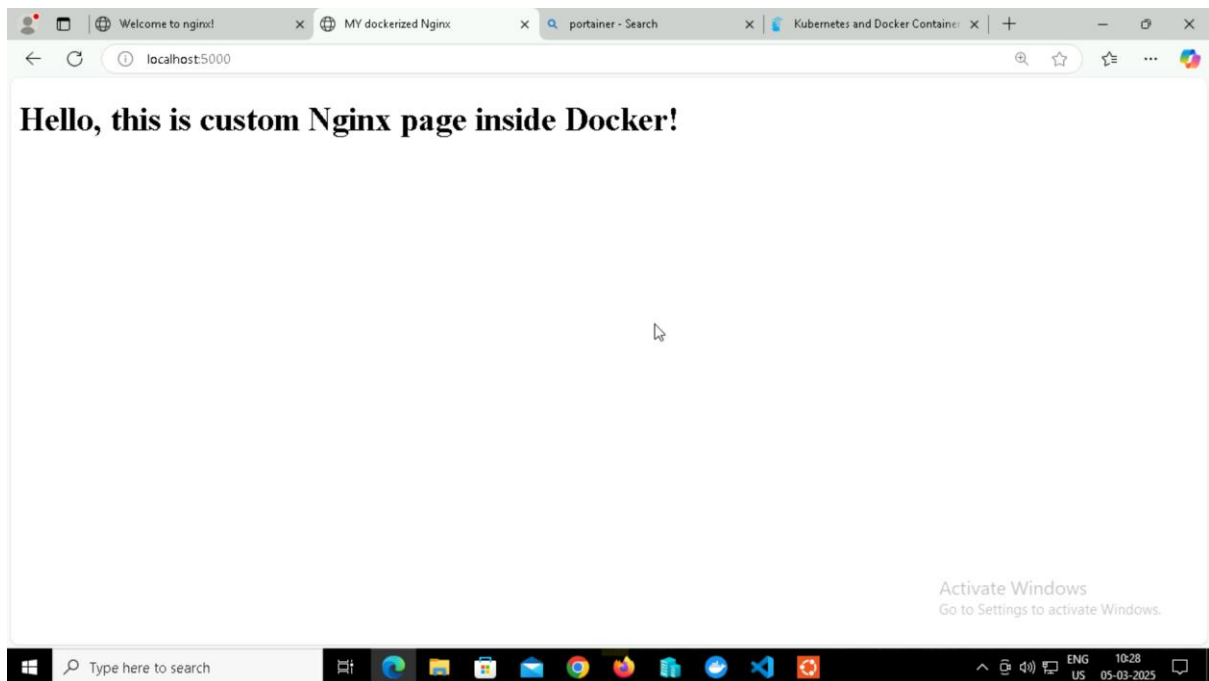 Welcome to nginx!
MY dockerized Nginx
portainer - Search
Kubernetes and Docker Container
localhost:5000
Hello, this is custom Nginx page inside Docker!
Activate Windows
Go to Settings to activate Windows.
Type here to search
ENG
US
10:28
05-03-2025